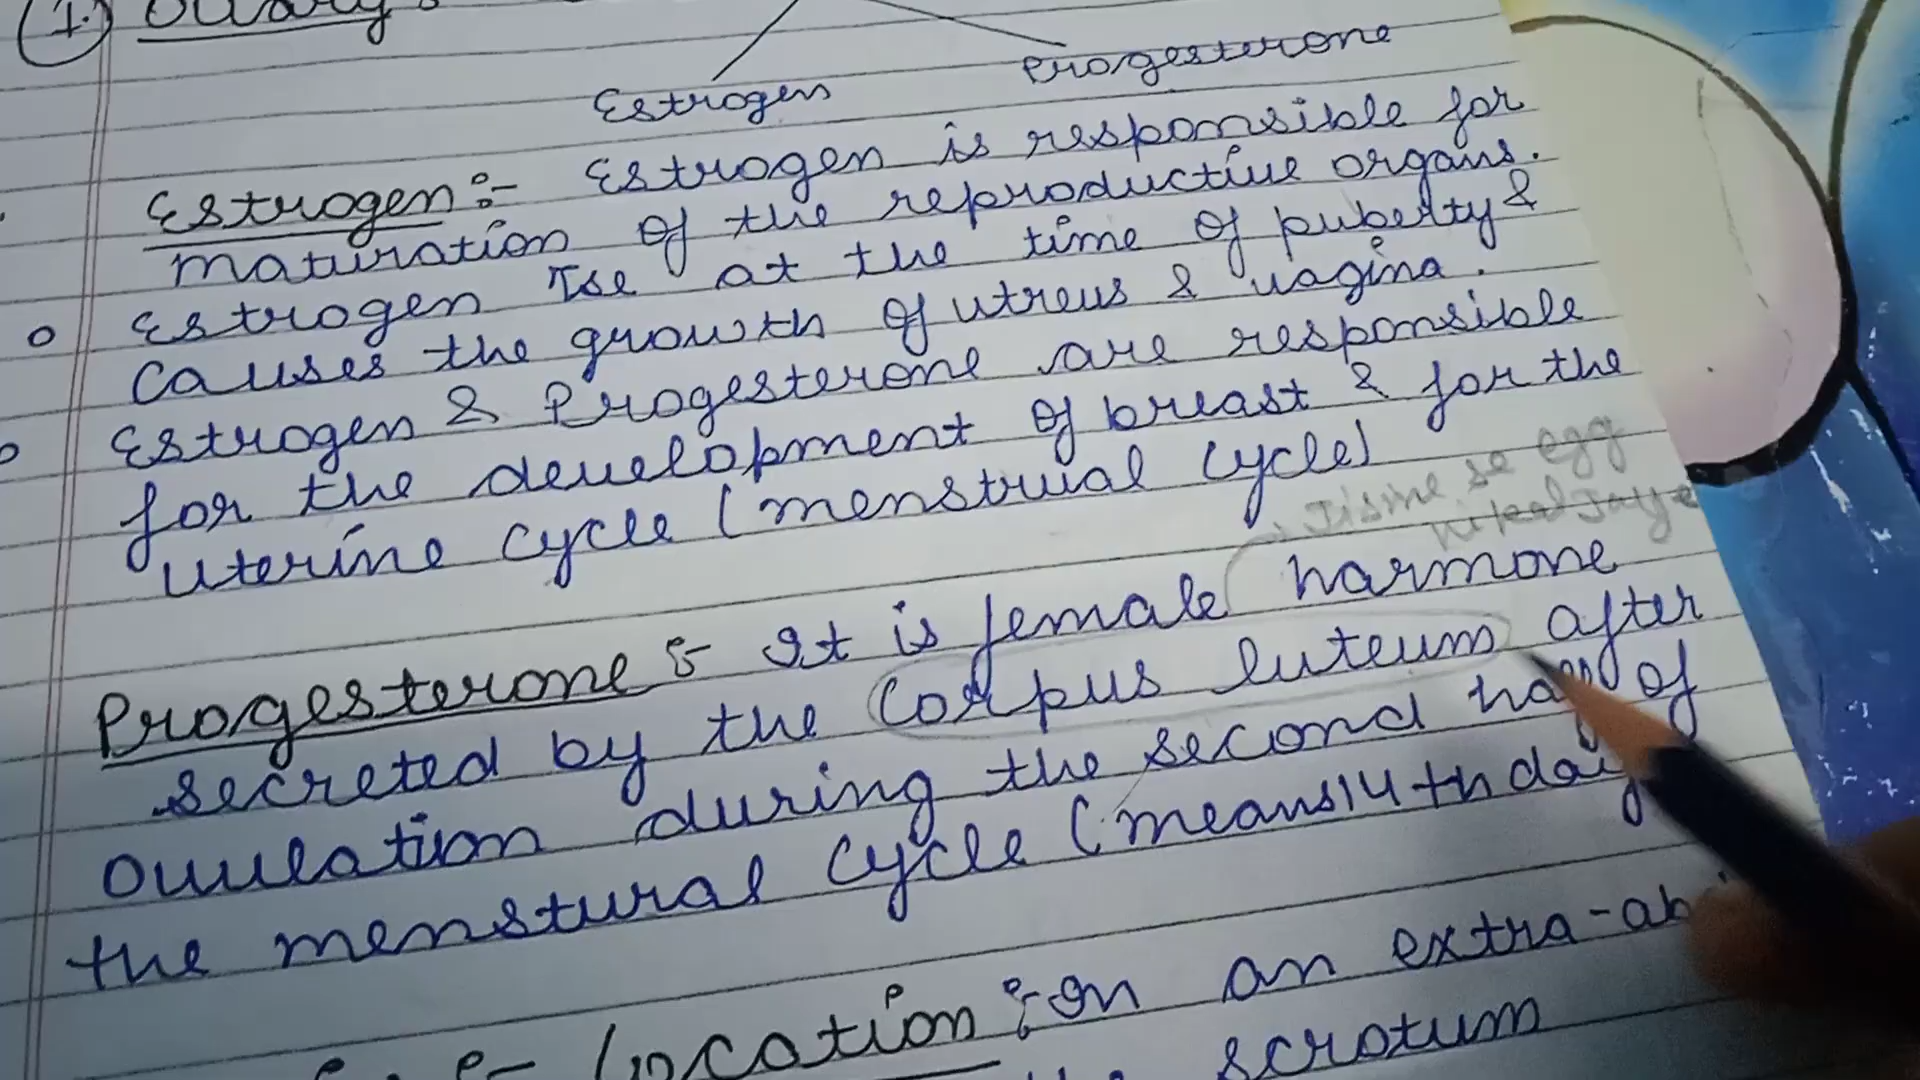 7.) Ovary :
Estrogen Progesterone
Estrogen :- Estrogen is responsible for
maturation of the reproductive organs.
Estrogen at the time of puberty &
causes the growth of utreus & vagina.
Estrogen & Progesterone are responsible
for the development of breast & for the
uterine cycle (menstrual cycle)
Jisme se egg
nikal jaye
Progesterone :- It is female harmone
secreted by the Corpus luteum after
ovulation during the second half of
the menstural cycle (means 14th day
location :- In an extra-ab
scrotum